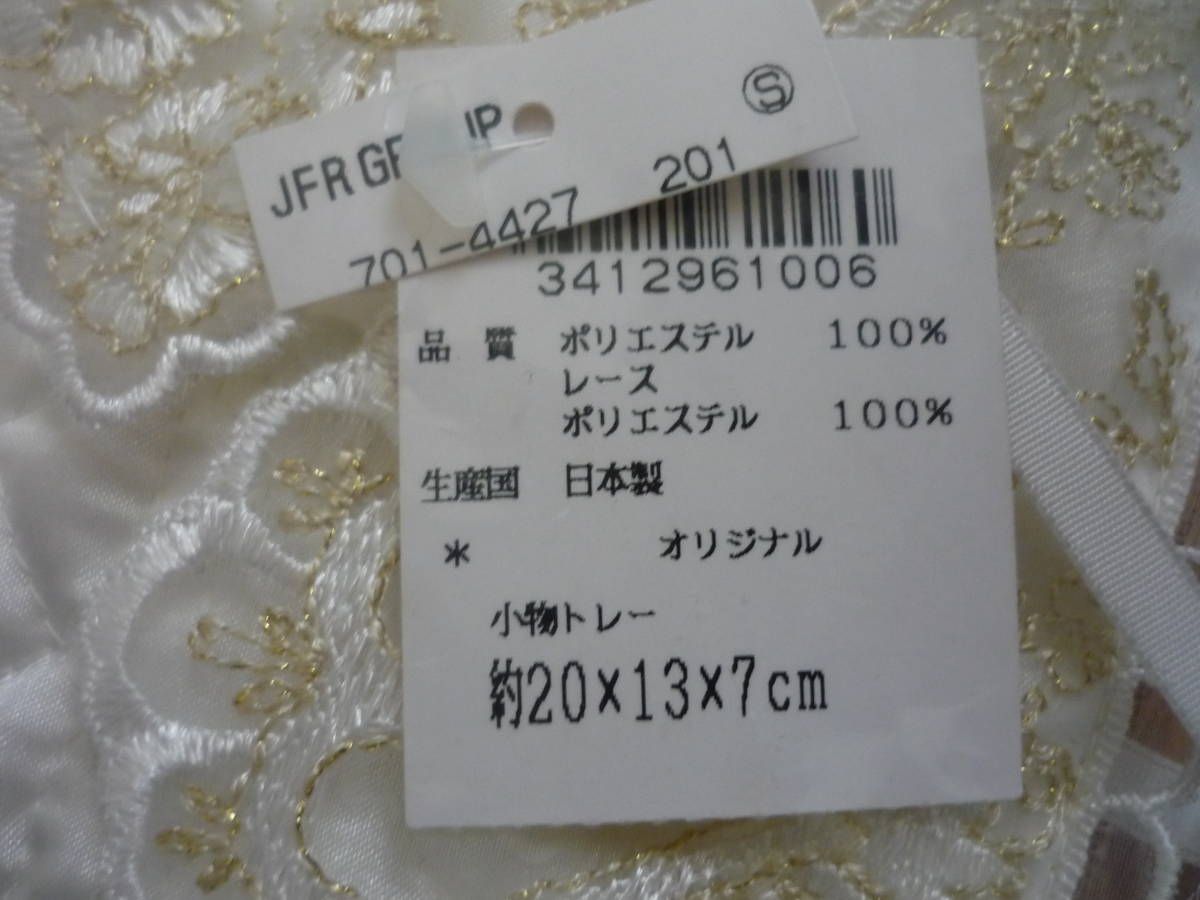 JFR GR UP
Ⓢ
701-4427 201
3412961006
品 質 ポリエステル 100%
レース
ポリエステル 100%
生産国 日本製
* オリジナル
小物トレー
約20×13×7cm